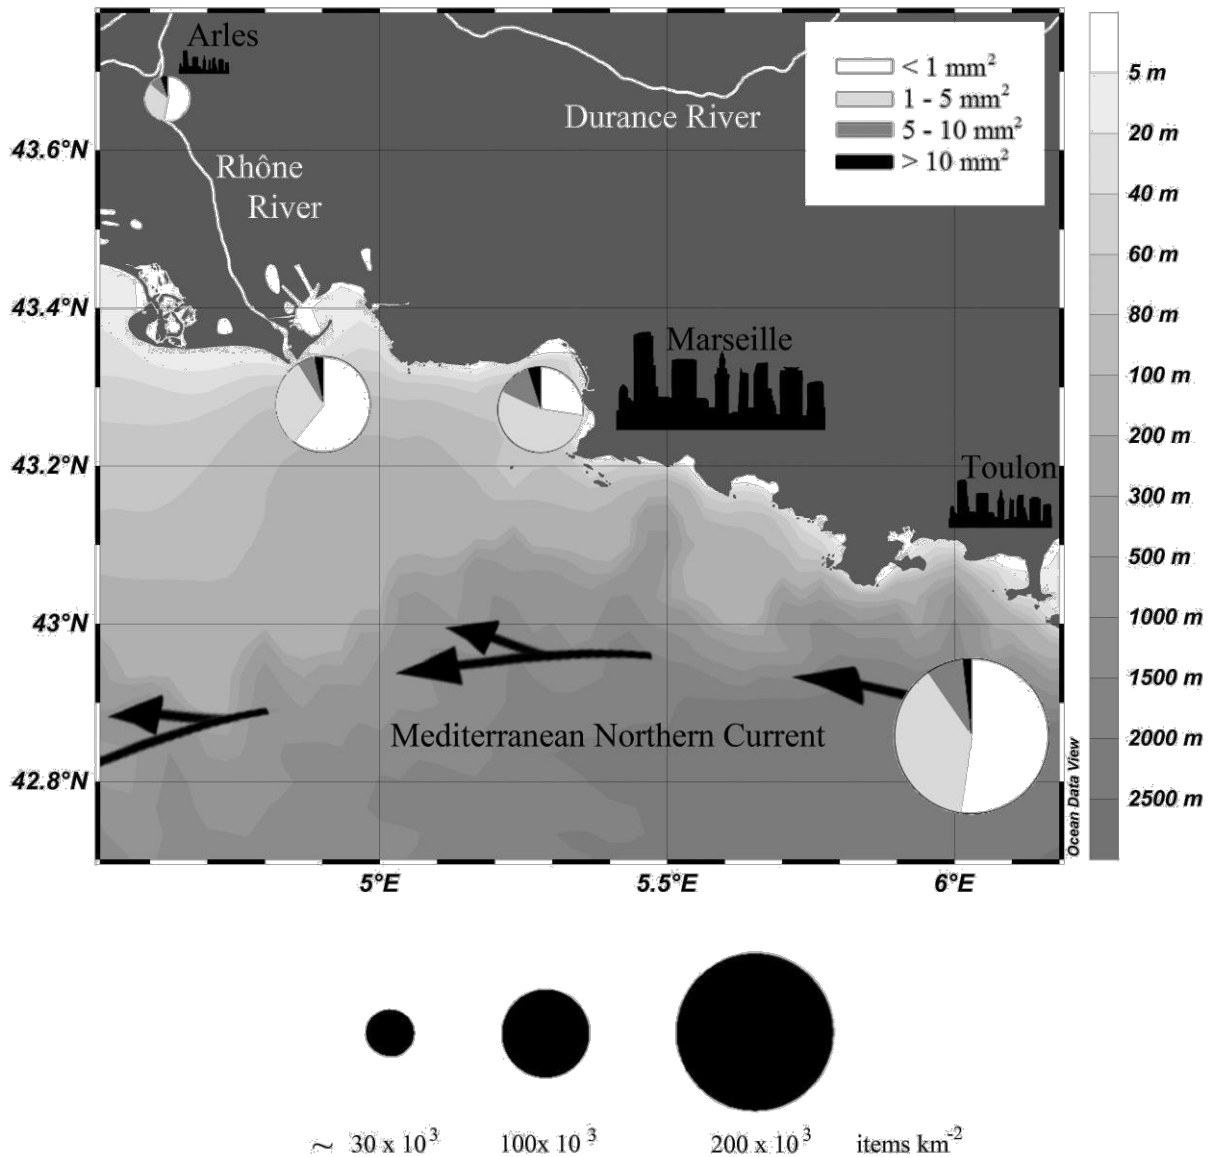 Arles
Durance River
Rhône
River
Marseille
Toulon
Mediterranean Northern Current
< 1 mm²
1 - 5 mm²
5 - 10 mm²
> 10 mm²
43.6°N
43.4°N
43.2°N
43°N
42.8°N
5°E
5.5°E
6°E
Ocean Data View
5 m
20 m
40 m
60 m
80 m
100 m
200 m
300 m
500 m
1000 m
1500 m
2000 m
2500 m
~ 30 x 10³ 100x 10³ 200 x 10³ items km⁻²